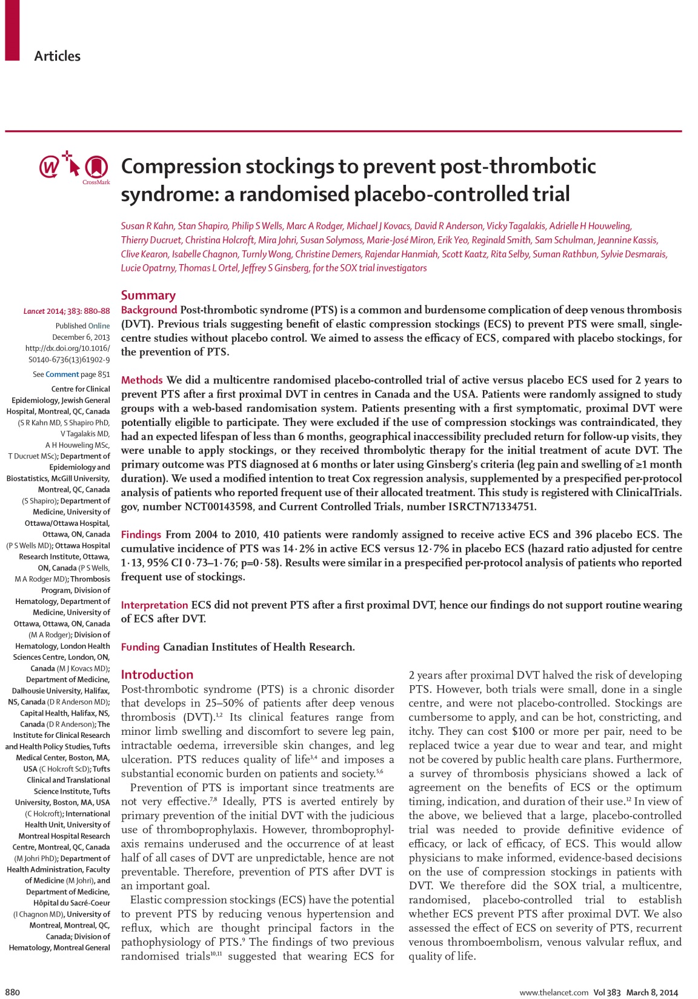 Articles
CrossMark
Compression stockings to prevent post-thrombotic
syndrome: a randomised placebo-controlled trial
Susan R Kahn, Stan Shapiro, Philip S Wells, Marc A Rodger, Michael J Kovacs, David R Anderson, Vicky Tagalakis, Adrielle H Houweling,
Thierry Ducruet, Christina Holcroft, Mira Johri, Susan Solymoss, Marie-José Miron, Erik Yeo, Reginald Smith, Sam Schulman, Jeannine Kassis,
Clive Kearon, Isabelle Chagnon, Turnly Wong, Christine Demers, Rajendar Hanmiah, Scott Kaatz, Rita Selby, Suman Rathbun, Sylvie Desmarais,
Lucie Opatrny, Thomas L Ortel, Jeffrey S Ginsberg, for the SOX trial investigators
Summary
Background Post-thrombotic syndrome (PTS) is a common and burdensome complication of deep venous thrombosis
(DVT). Previous trials suggesting benefit of elastic compression stockings (ECS) to prevent PTS were small, single-
centre studies without placebo control. We aimed to assess the efficacy of ECS, compared with placebo stockings, for
the prevention of PTS.
Methods We did a multicentre randomised placebo-controlled trial of active versus placebo ECS used for 2 years to
prevent PTS after a first proximal DVT in centres in Canada and the USA. Patients were randomly assigned to study
groups with a web-based randomisation system. Patients presenting with a first symptomatic, proximal DVT were
potentially eligible to participate. They were excluded if the use of compression stockings was contraindicated, they
had an expected lifespan of less than 6 months, geographical inaccessibility precluded return for follow-up visits, they
were unable to apply stockings, or they received thrombolytic therapy for the initial treatment of acute DVT. The
primary outcome was PTS diagnosed at 6 months or later using Ginsberg's criteria (leg pain and swelling of ≥1 month
duration). We used a modified intention to treat Cox regression analysis, supplemented by a prespecified per-protocol
analysis of patients who reported frequent use of their allocated treatment. This study is registered with ClinicalTrials.
gov, number NCT00143598, and Current Controlled Trials, number ISRCTN71334751.
Findings From 2004 to 2010, 410 patients were randomly assigned to receive active ECS and 396 placebo ECS. The
cumulative incidence of PTS was 14·2% in active ECS versus 12·7% in placebo ECS (hazard ratio adjusted for centre
1·13, 95% CI 0·73–1·76; p=0·58). Results were similar in a prespecified per-protocol analysis of patients who reported
frequent use of stockings.
Interpretation ECS did not prevent PTS after a first proximal DVT, hence our findings do not support routine wearing
of ECS after DVT.
Funding Canadian Institutes of Health Research.
Lancet 2014; 383: 880–88
Published Online
December 6, 2013
http://dx.doi.org/10.1016/
S0140-6736(13)61902-9
See Comment page 851
Centre for Clinical
Epidemiology, Jewish General
Hospital, Montreal, QC, Canada
(S R Kahn MD, S Shapiro PhD,
V Tagalakis MD,
A H Houweling MSc,
T Ducruet MSc); Department of
Epidemiology and
Biostatistics, McGill University,
Montreal, QC, Canada
(S Shapiro); Department of
Medicine, University of
Ottawa/Ottawa Hospital,
Ottawa, ON, Canada
(P S Wells MD); Ottawa Hospital
Research Institute, Ottawa,
ON, Canada (P S Wells,
M A Rodger MD); Thrombosis
Program, Division of
Hematology, Department of
Medicine, University of
Ottawa, Ottawa, ON, Canada
(M A Rodger); Division of
Hematology, London Health
Sciences Centre, London, ON,
Canada (M J Kovacs MD);
Department of Medicine,
Dalhousie University, Halifax,
NS, Canada (D R Anderson MD);
Capital Health, Halifax, NS,
Canada (D R Anderson); The
Institute for Clinical Research
and Health Policy Studies, Tufts
Medical Center, Boston, MA,
USA (C Holcroft ScD); Tufts
Clinical and Translational
Science Institute, Tufts
University, Boston, MA, USA
(C Holcroft); International
Health Unit, University of
Montreal Hospital Research
Centre, Montreal, QC, Canada
(M Johri PhD); Department of
Health Administration, Faculty
of Medicine (M Johri), and
Department of Medicine,
Hôpital du Sacré-Coeur
(I Chagnon MD), University of
Montreal, Montreal, QC,
Canada; Division of
Hematology, Montreal General
Introduction
Post-thrombotic syndrome (PTS) is a chronic disorder
that develops in 25–50% of patients after deep venous
thrombosis (DVT).1,2 Its clinical features range from
minor limb swelling and discomfort to severe leg pain,
intractable oedema, irreversible skin changes, and leg
ulceration. PTS reduces quality of life3,4 and imposes a
substantial economic burden on patients and society.5,6
Prevention of PTS is important since treatments are
not very effective.7,8 Ideally, PTS is averted entirely by
primary prevention of the initial DVT with the judicious
use of thromboprophylaxis. However, thromboprophyl-
axis remains underused and the occurrence of at least
half of all cases of DVT are unpredictable, hence are not
preventable. Therefore, prevention of PTS after DVT is
an important goal.
Elastic compression stockings (ECS) have the potential
to prevent PTS by reducing venous hypertension and
reflux, which are thought principal factors in the
pathophysiology of PTS.9 The findings of two previous
randomised trials10,11 suggested that wearing ECS for
2 years after proximal DVT halved the risk of developing
PTS. However, both trials were small, done in a single
centre, and were not placebo-controlled. Stockings are
cumbersome to apply, and can be hot, constricting, and
itchy. They can cost $100 or more per pair, need to be
replaced twice a year due to wear and tear, and might
not be covered by public health care plans. Furthermore,
a survey of thrombosis physicians showed a lack of
agreement on the benefits of ECS or the optimum
timing, indication, and duration of their use.12 In view of
the above, we believed that a large, placebo-controlled
trial was needed to provide definitive evidence of
efficacy, or lack of efficacy, of ECS. This would allow
physicians to make informed, evidence-based decisions
on the use of compression stockings in patients with
DVT. We therefore did the SOX trial, a multicentre,
randomised, placebo-controlled trial to establish
whether ECS prevent PTS after proximal DVT. We also
assessed the effect of ECS on severity of PTS, recurrent
venous thromboembolism, venous valvular reflux, and
quality of life.
880
www.thelancet.com Vol 383 March 8, 2014